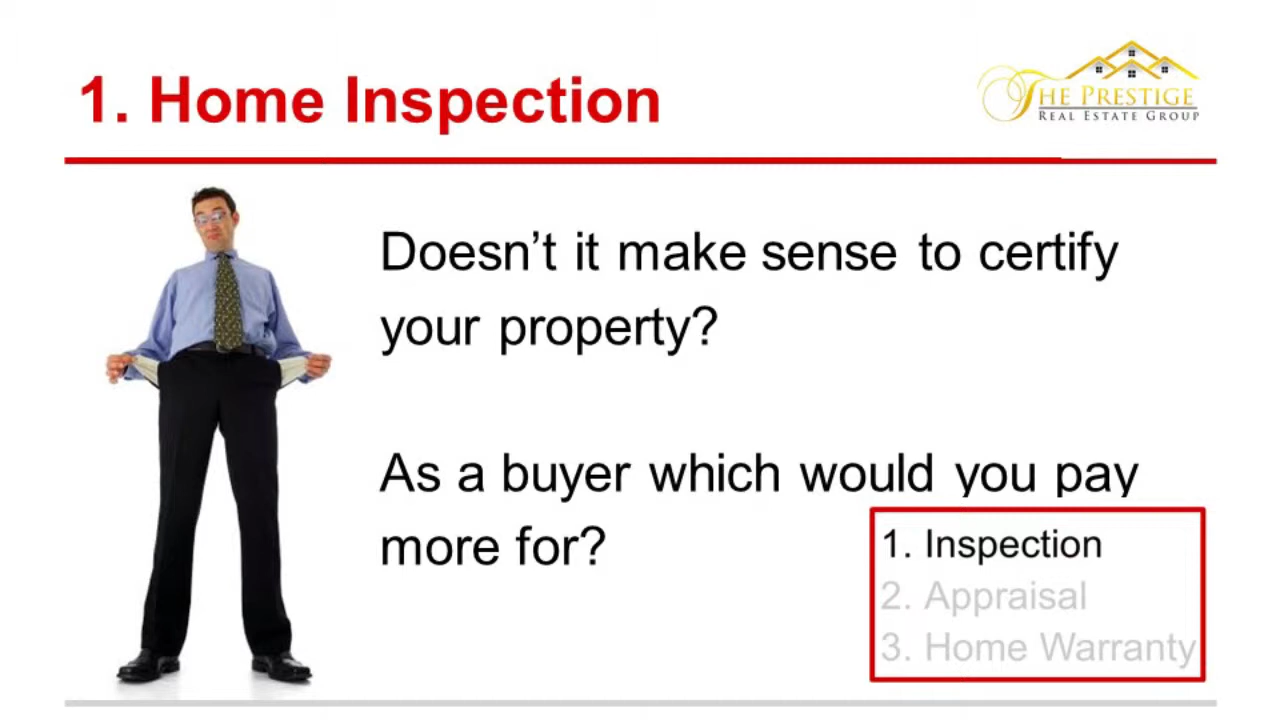 1. Home Inspection
THE PRESTIGE
REAL ESTATE GROUP
Doesn’t it make sense to certify
your property?
As a buyer which would you pay
more for?
1. Inspection
2. Appraisal
3. Home Warranty